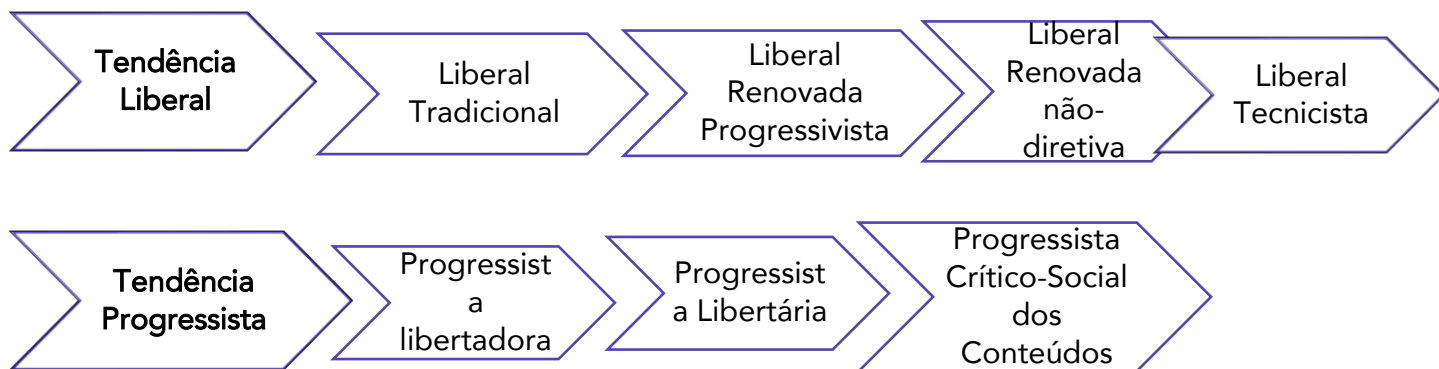 Tendência
Liberal
Liberal
Tradicional
Liberal
Renovada
Progressivista
Liberal
Renovada
não-
diretiva
Liberal
Tecnicista
Tendência
Progressista
Progressist
a
libertadora
Progressist
a Libertária
Progressista
Crítico-Social
dos
Conteúdos